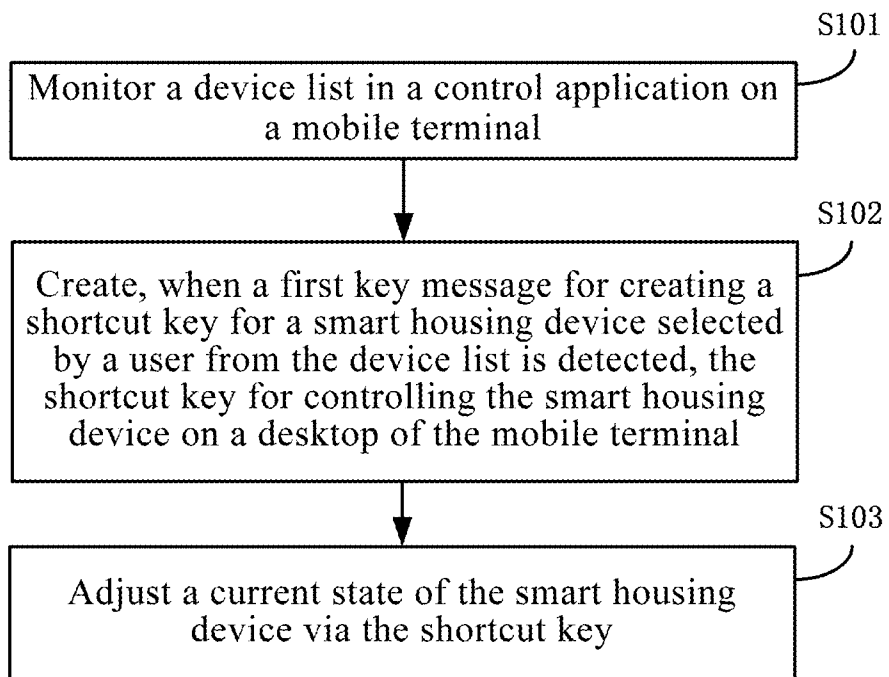 S101
Monitor a device list in a control application on
a mobile terminal
S102
Create, when a first key message for creating a
shortcut key for a smart housing device selected
by a user from the device list is detected, the
shortcut key for controlling the smart housing
device on a desktop of the mobile terminal
S103
Adjust a current state of the smart housing
device via the shortcut key